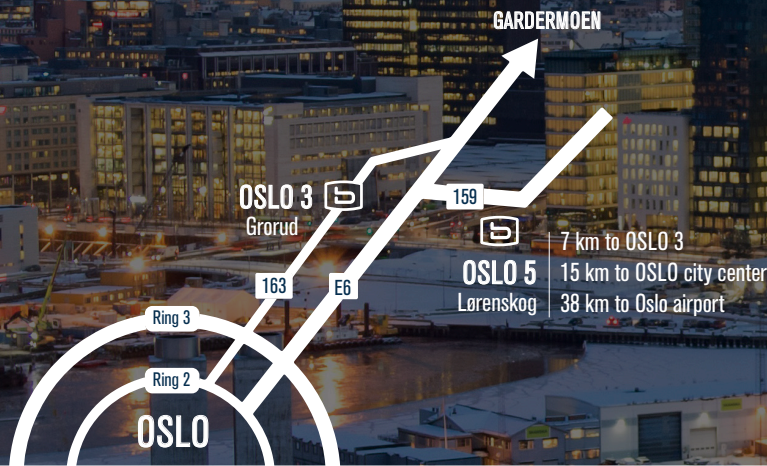 GARDERMOEN
OSLO 3
Grorud
159
OSLO 5
Lørenskog
7 km to OSLO 3
15 km to OSLO city center
38 km to Oslo airport
163
E6
Ring 3
Ring 2
OSLO